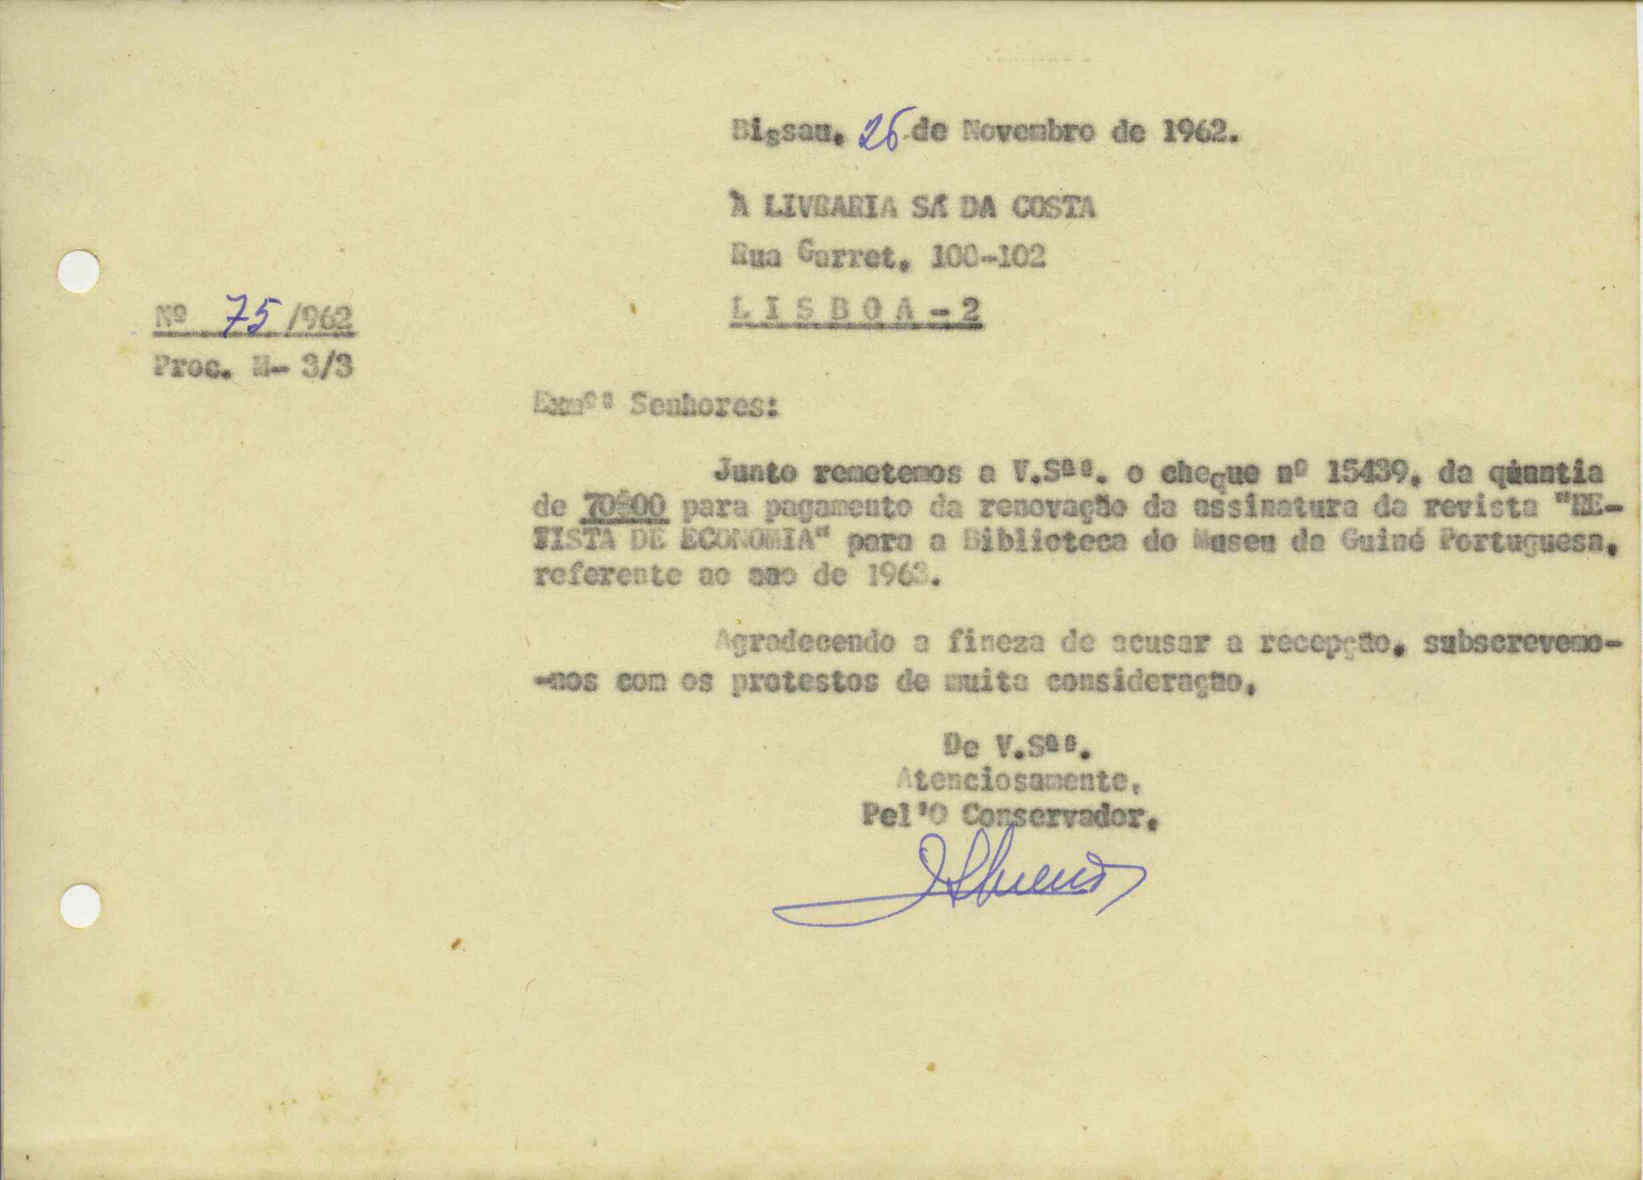 Bissau, 26 de Novembro de 1962.
À LIVRARIA SÁ DA COSTA
Rua Garret, 100-102
LISBOA-2
Nº 75/962
Proc. M- 3/3
Exmºs Senhores:
Junto remetemos a V.Sªs. o cheque nº 15439, da quantia
de 70$00 para pagamento da renovação da assinatura da revista "RE-
VISTA DE ECONOMIA" para a Biblioteca do Museu da Guiné Portuguesa,
referente ao ano de 1963.
Agradecendo a fineza de acusar a recepção, subscrevemo-
-nos com os protestos de muita consideração,
De V.Sªs.
Atenciosamente,
Pel'O Conservador,